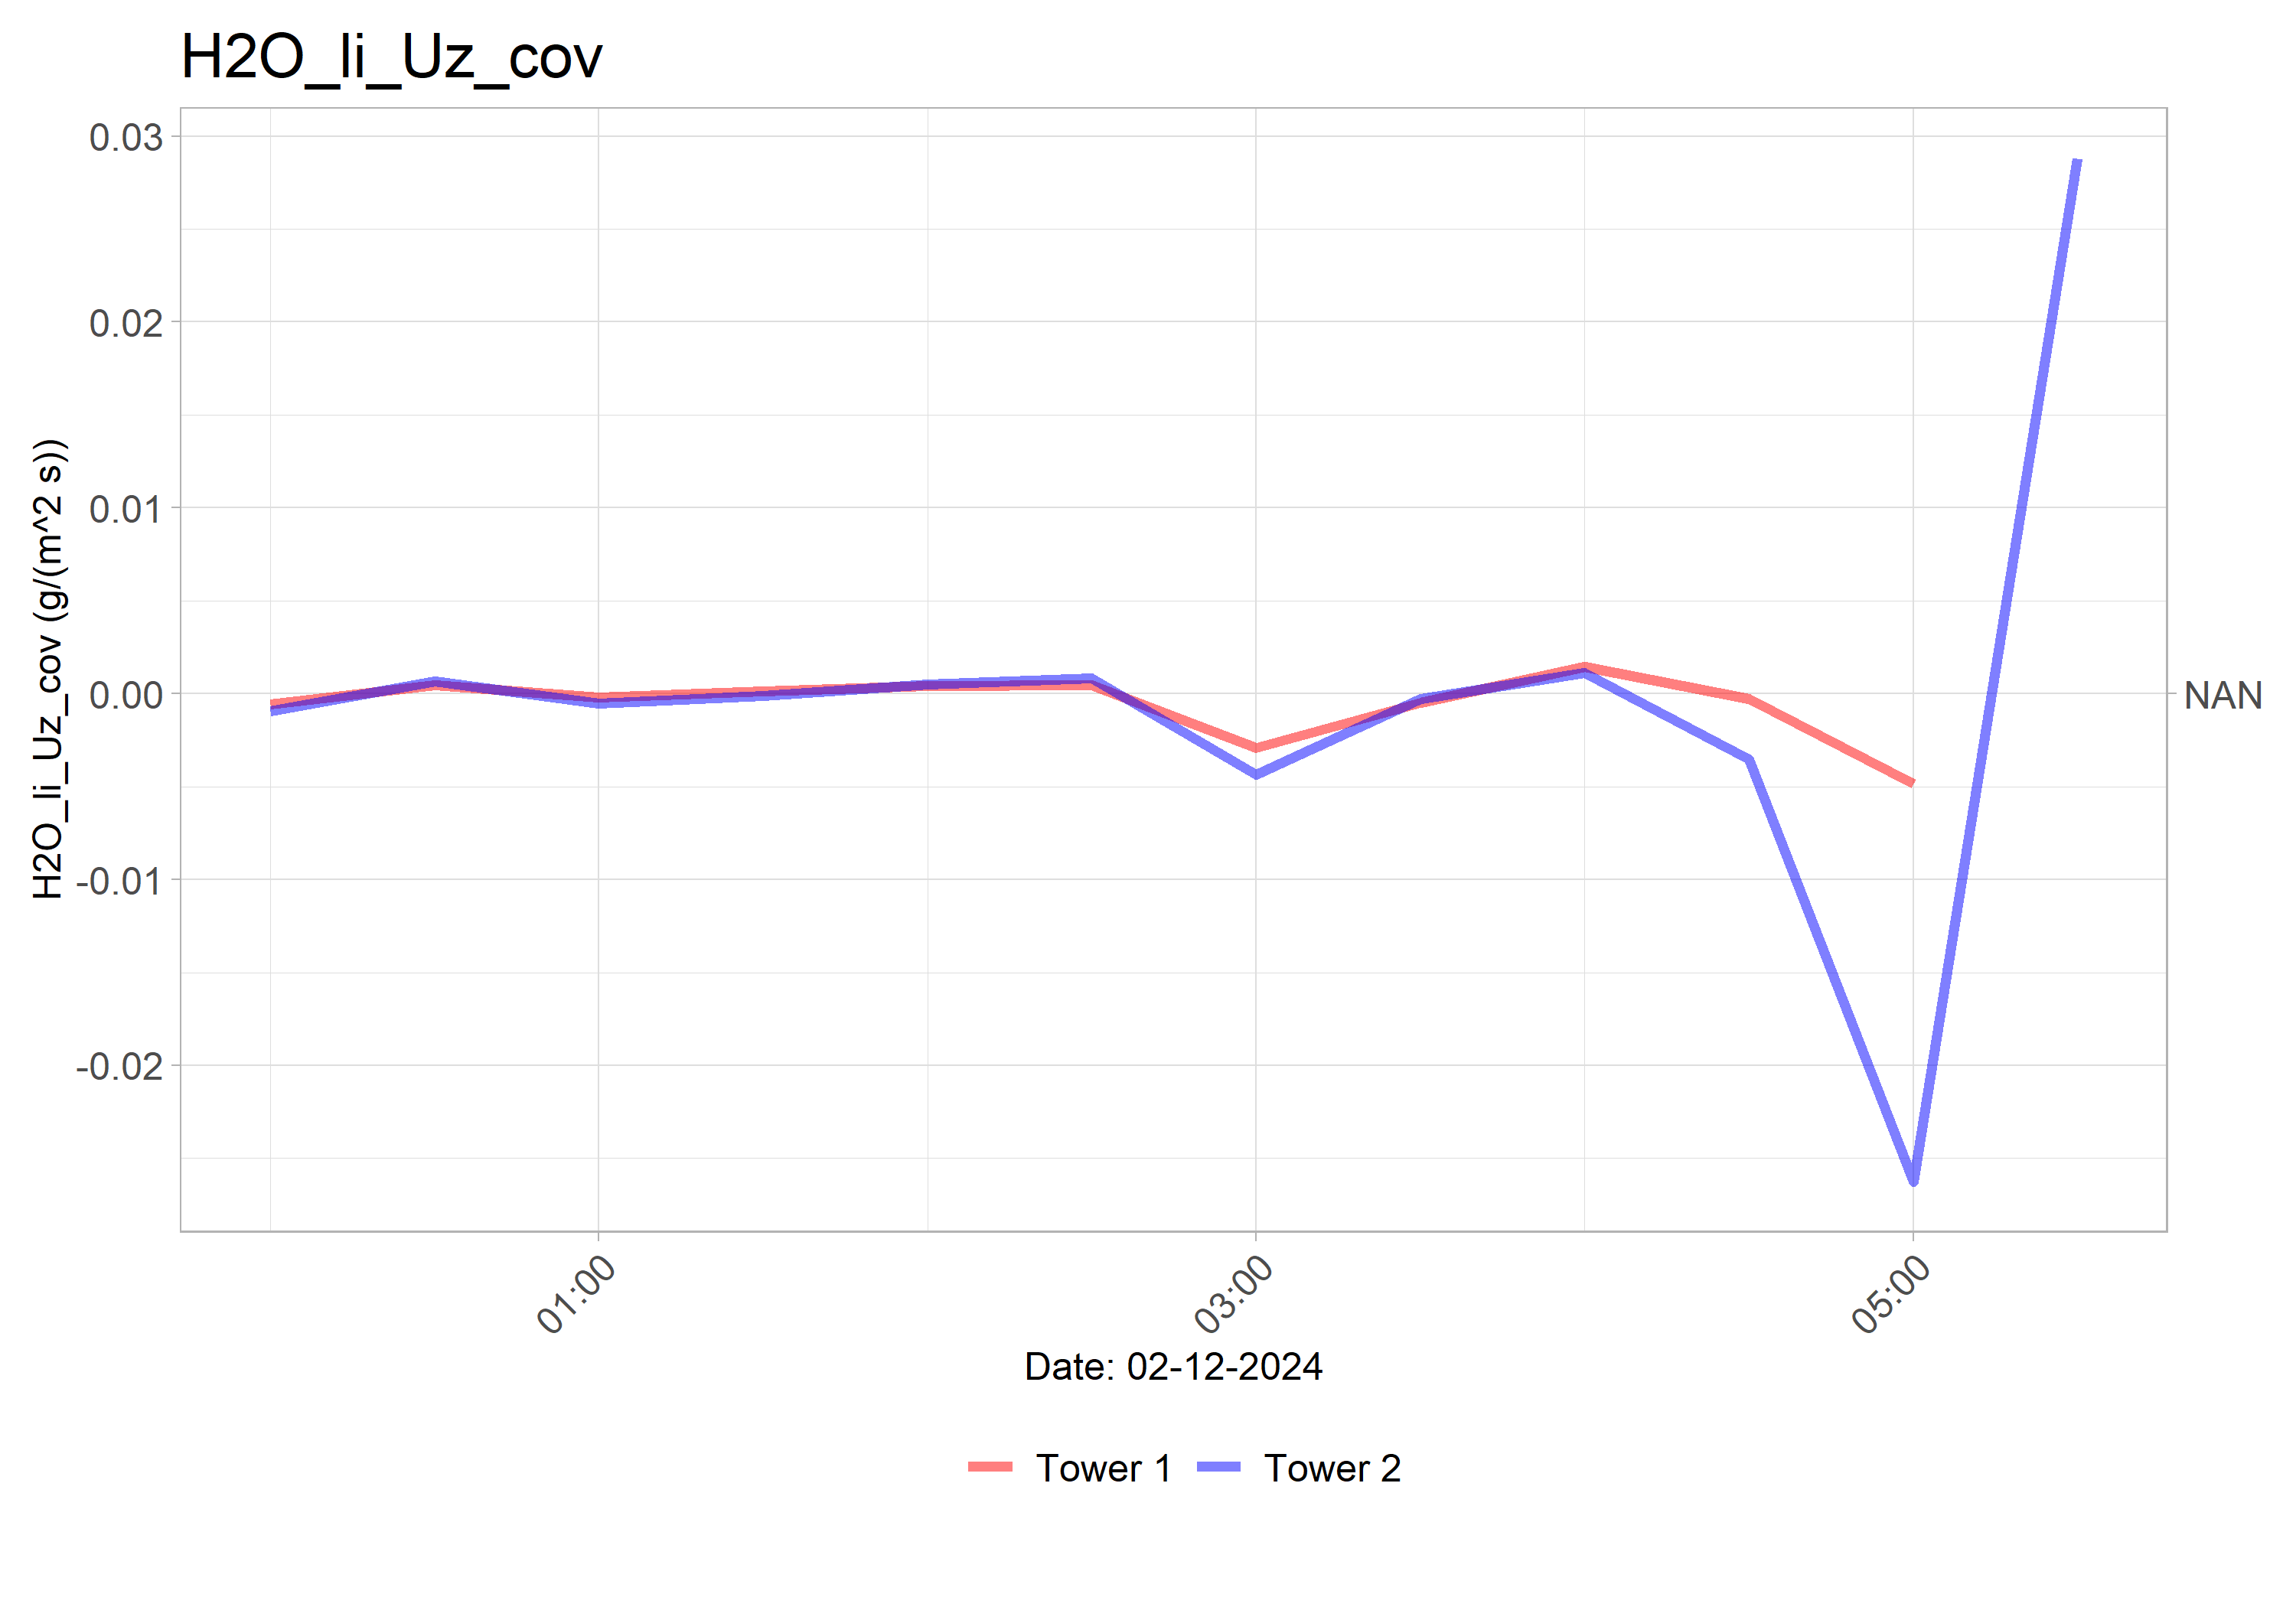 H2O_li_Uz_cov
H2O_li_Uz_cov (g/(m^2 s))
0.03
0.02
0.01
0.00
-0.01
-0.02
NAN
01:00
03:00
05:00
Date: 02-12-2024
Tower 1
Tower 2